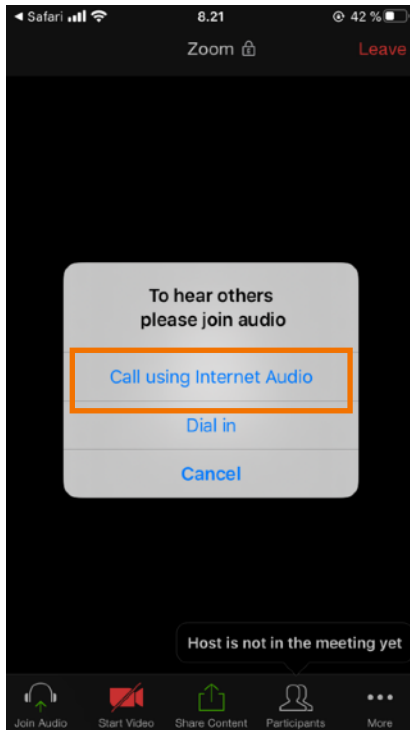 Safari 8.21 42 %
Zoom Leave
To hear others
please join audio
Call using Internet Audio
Dial in
Cancel
Host is not in the meeting yet
Join Audio Start Video Share Content Participants More